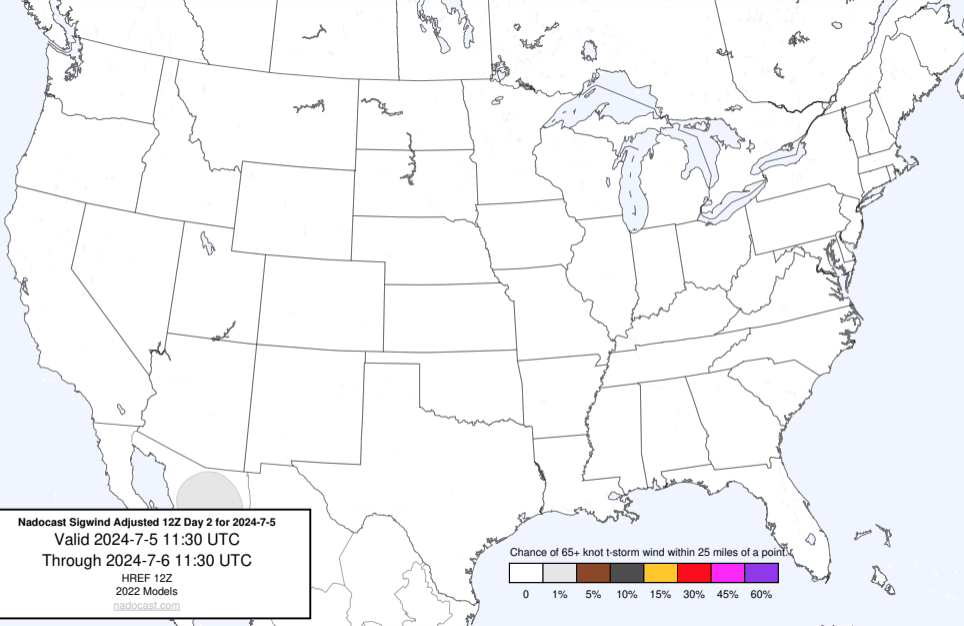 Nadocast Sigwind Adjusted 12Z Day 2 for 2024-7-5
Valid 2024-7-5 11:30 UTC
Through 2024-7-6 11:30 UTC
HREF 12Z
2022 Models
nadocast.com
Chance of 65+ knot t-storm wind within 25 miles of a point.
0 1% 5% 10% 15% 30% 45% 60%